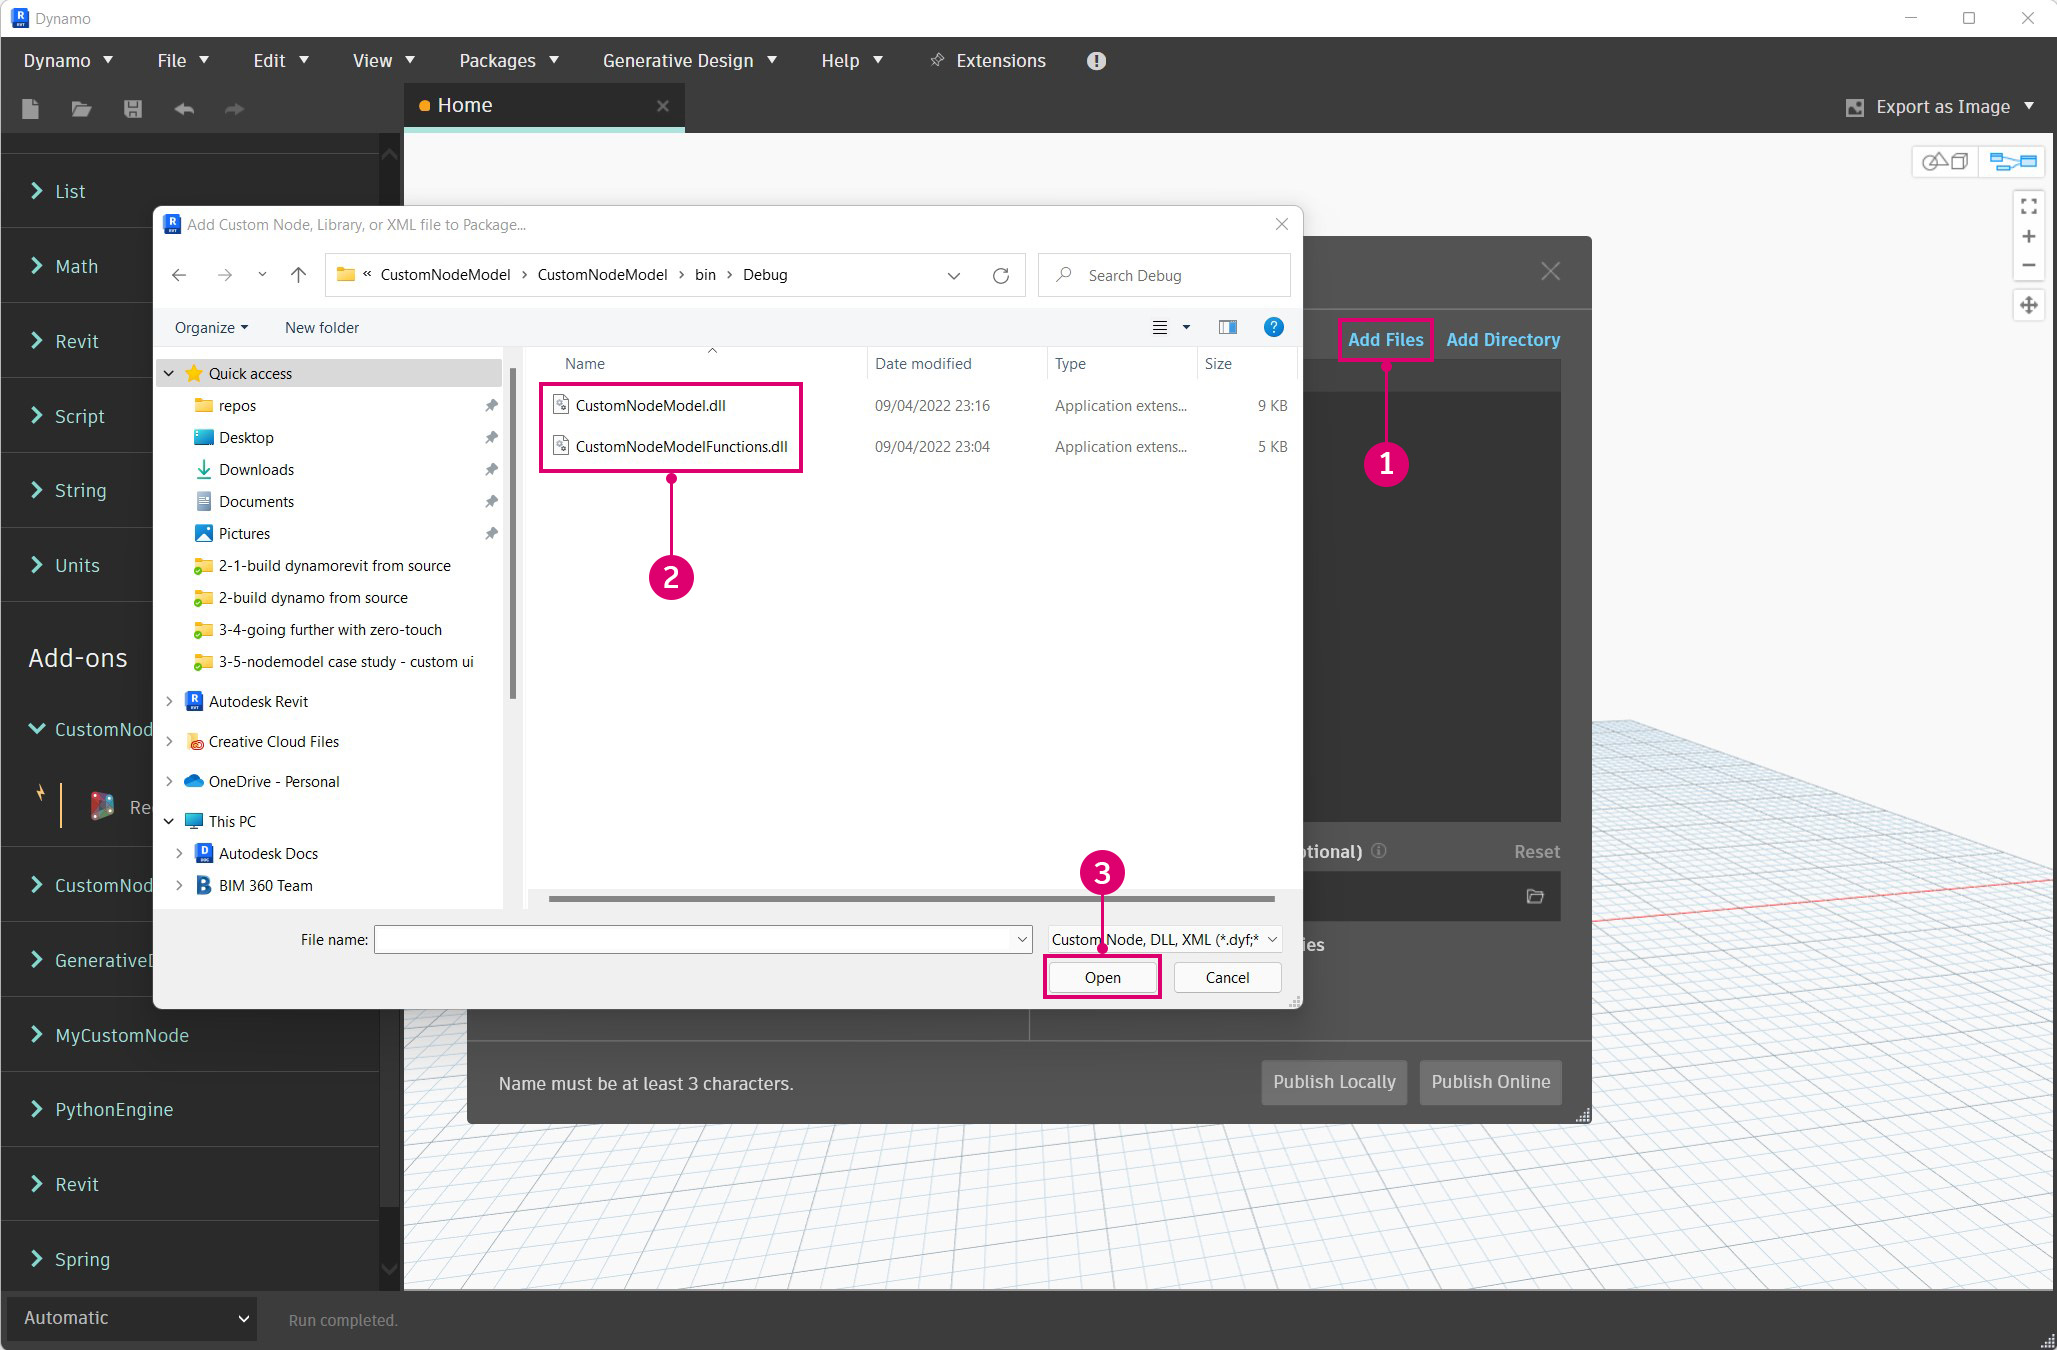 Dynamo
Dynamo File Edit View Packages Generative Design Help Extensions
Home
Export as Image
List
Math
Revit
Script
String
Units
Add-ons
CustomNod
Re
CustomNod
GenerativeD
MyCustomNode
PythonEngine
Revit
Spring
Automatic
Run completed.
Add Custom Node, Library, or XML file to Package...
« CustomNodeModel › CustomNodeModel › bin › Debug
Search Debug
Organize New folder
Quick access
repos
Desktop
Downloads
Documents
Pictures
2-1-build dynamorevit from source
2-build dynamo from source
3-4-going further with zero-touch
3-5-nodemodel case study - custom ui
Autodesk Revit
Creative Cloud Files
OneDrive - Personal
This PC
Autodesk Docs
BIM 360 Team
Name Date modified Type Size
CustomNodeModel.dll 09/04/2022 23:16 Application extens... 9 KB
CustomNodeModelFunctions.dll 09/04/2022 23:04 Application extens... 5 KB
2
3
File name:
Custom Node, DLL, XML (*.dyf;*
Open Cancel
Add Files Add Directory
1
tional)
Reset
ies
Name must be at least 3 characters.
Publish Locally Publish Online